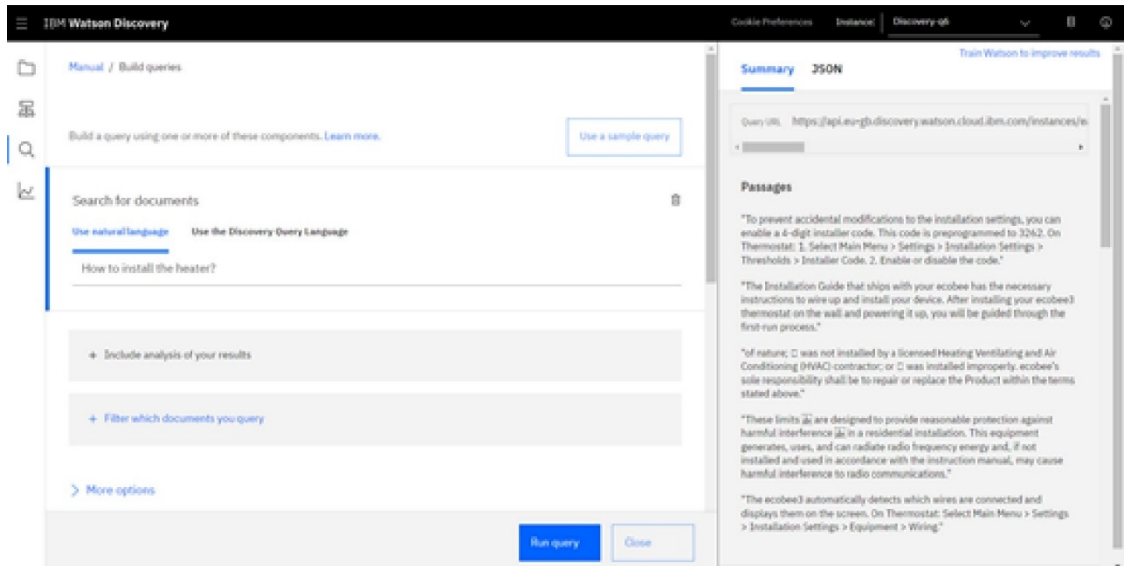 IBM Watson Discovery
Cookie Preferences
Instance:
Discovery-q6
Manual / Build queries
Build a query using one or more of these components. Learn more.
Use a sample query
Search for documents
Use natural language
Use the Discovery Query Language
How to install the heater?
+ Include analysis of your results
+ Filter which documents you query
> More options
Run query
Close
Train Watson to improve results
Summary
JSON
Query URL https://api.eu-gb.discovery.watson.cloud.ibm.com/instances/
Passages
"To prevent accidental modifications to the installation settings, you can
enable a 4-digit installer code. This code is preprogrammed to 3262. On
Thermostat: 1. Select Main Menu > Settings > Installation Settings >
Thresholds > Installer Code. 2. Enable or disable the code."
"The Installation Guide that ships with your ecobee has the necessary
instructions to wire up and install your device. After installing your ecobee3
thermostat on the wall and powering it up, you will be guided through the
first-run process."
"of nature; □ was not installed by a licensed Heating Ventilating and Air
Conditioning (HVAC) contractor; or □ was installed improperly. ecobee's
sole responsibility shall be to repair or replace the Product within the terms
stated above."
"These limits are designed to provide reasonable protection against
harmful interference in a residential installation. This equipment
generates, uses, and can radiate radio frequency energy and, if not
installed and used in accordance with the instruction manual, may cause
harmful interference to radio communications."
"The ecobee3 automatically detects which wires are connected and
displays them on the screen. On Thermostat: Select Main Menu > Settings
> Installation Settings > Equipment > Wiring."